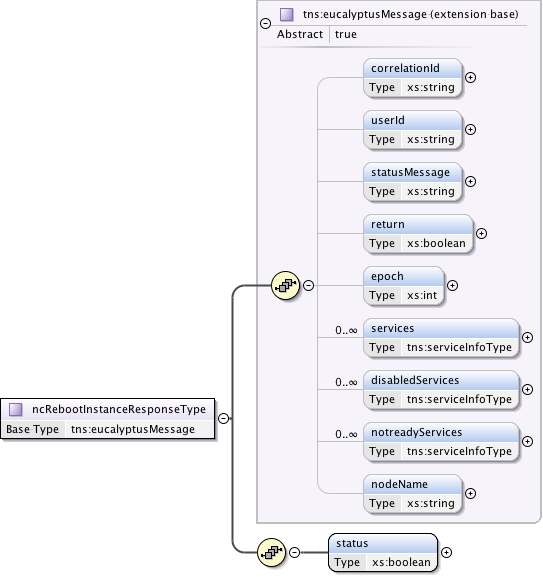 tns:eucalyptusMessage (extension base)
Abstract true
correlationId
Type xs:string
userId
Type xs:string
statusMessage
Type xs:string
return
Type xs:boolean
epoch
Type xs:int
0..∞ services
Type tns:serviceInfoType
0..∞ disabledServices
Type tns:serviceInfoType
0..∞ notreadyServices
Type tns:serviceInfoType
nodeName
Type xs:string
ncRebootInstanceResponseType
Base Type tns:eucalyptusMessage
status
Type xs:boolean